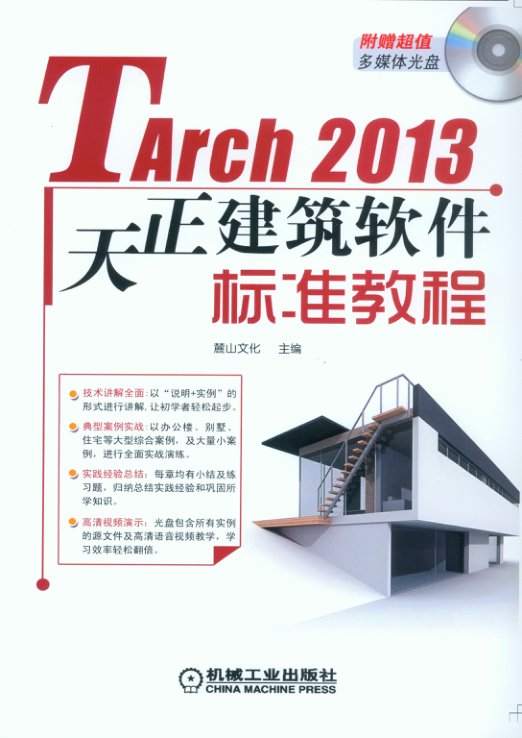 附赠超值
多媒体光盘
TArch 2013
天正建筑软件
标准教程
麓山文化 主编
技术讲解全面:以“说明+实例”的
形式进行讲解,让初学者轻松起步。
典型案例实战:以办公楼、别墅、
住宅等大型综合案例,及大量小案
例,进行全面实战演练。
实践经验总结:每章均有小结及练
习题,归纳总结实践经验和巩固所
学知识。
高清视频演示:光盘包含所有实例
的源文件及高清语音视频教学,学
习效率轻松翻倍。
机械工业出版社
CHINA MACHINE PRESS